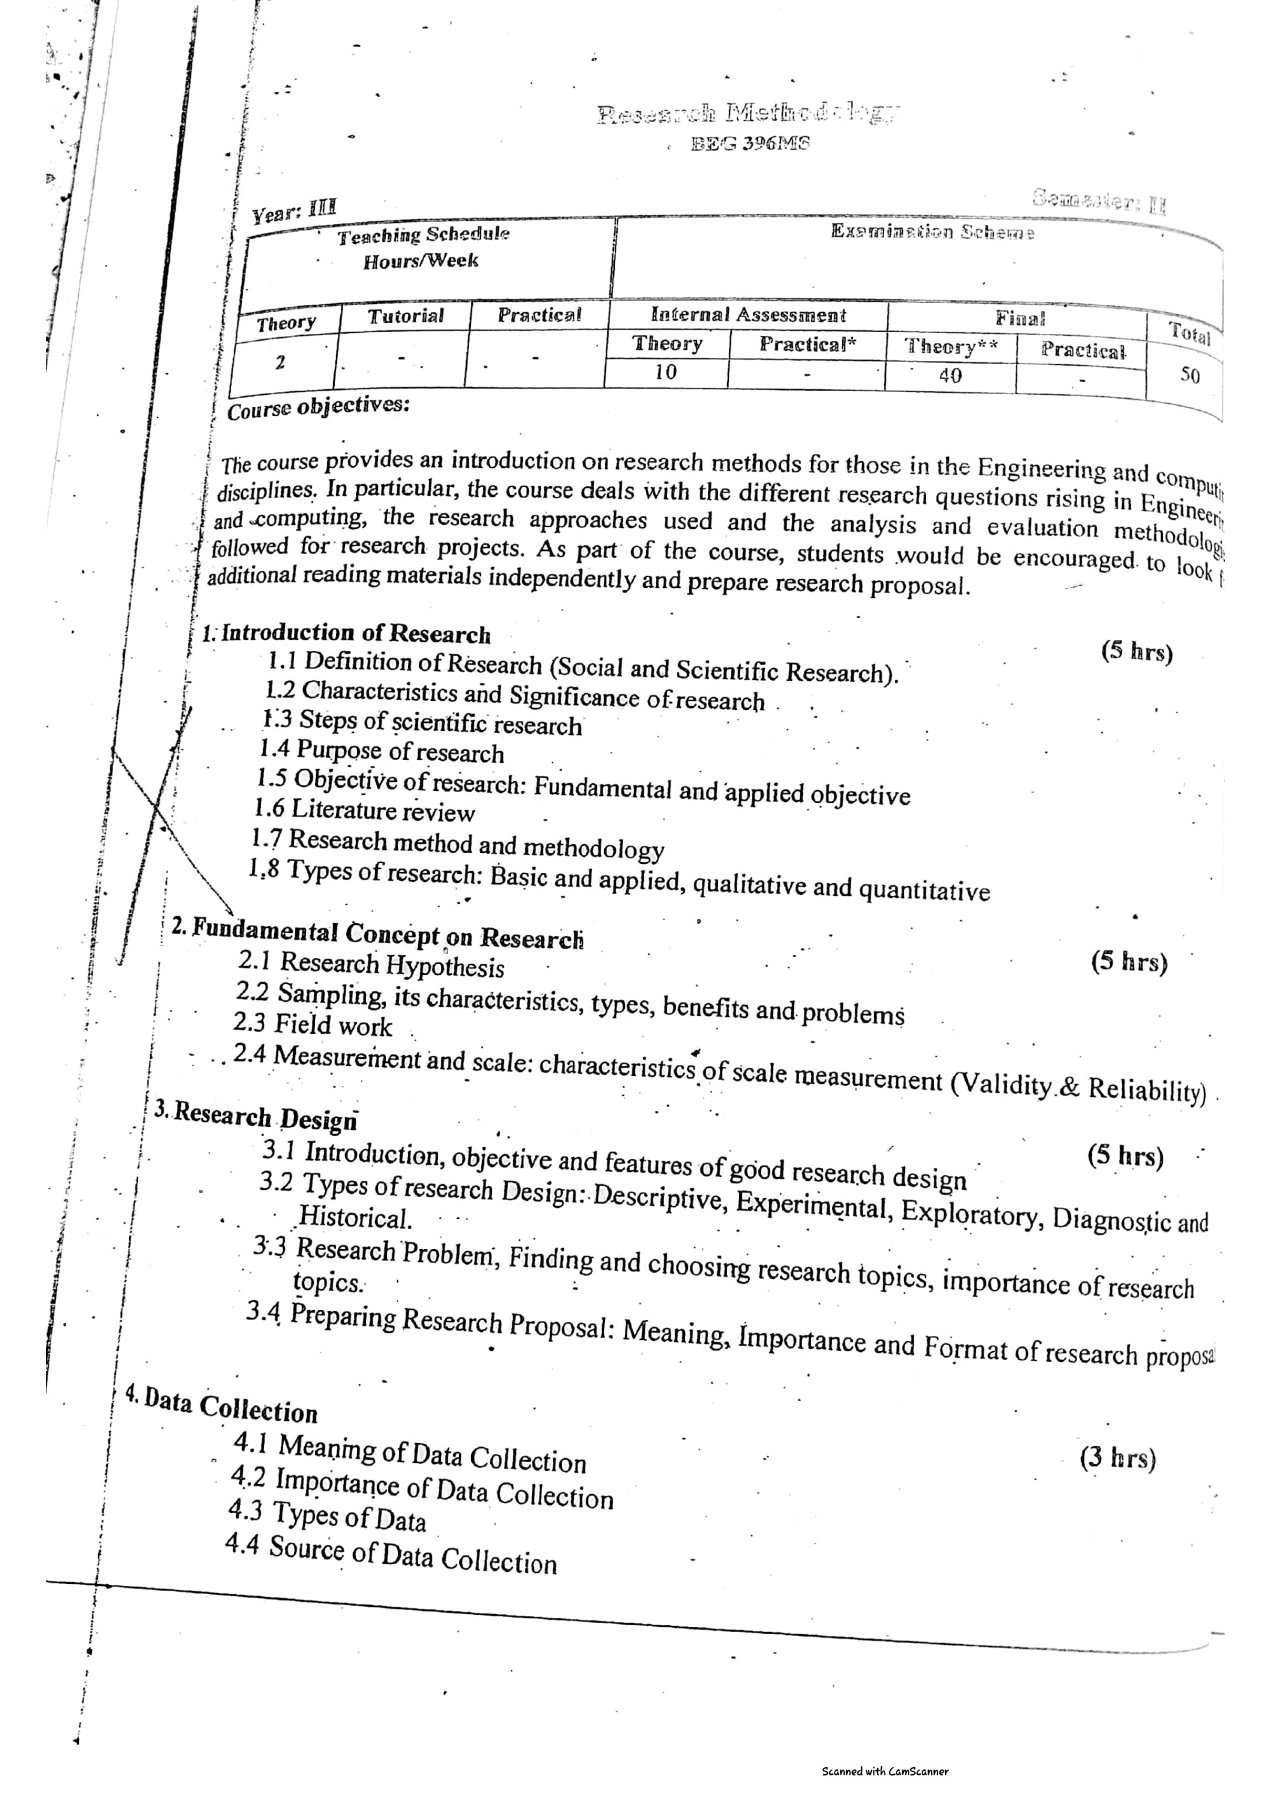 Research Methodology
BEG 396MS
Year: III
Semester: II
Teaching Schedule
Hours/Week
Examination Scheme
Theory Tutorial Practical Internal Assessment Final Total
Theory Practical* Theory** Practical
2 - - 10 - 40 - 50
Course objectives:
The course provides an introduction on research methods for those in the Engineering and
disciplines. In particular, the course deals with the different research questions rising in
and computing, the research approaches used and the analysis and evaluation
followed for research projects. As part of the course, students would be encouraged to look
additional reading materials independently and prepare research proposal.
1. Introduction of Research (5 hrs)
1.1 Definition of Research (Social and Scientific Research).
1.2 Characteristics and Significance of research
1.3 Steps of scientific research
1.4 Purpose of research
1.5 Objective of research: Fundamental and applied objective
1.6 Literature review
1.7 Research method and methodology
1.8 Types of research: Basic and applied, qualitative and quantitative
2. Fundamental Concept on Research (5 hrs)
2.1 Research Hypothesis
2.2 Sampling, its characteristics, types, benefits and problems
2.3 Field work
2.4 Measurement and scale: characteristics of scale measurement (Validity & Reliability)
3. Research Design (5 hrs)
3.1 Introduction, objective and features of good research design
3.2 Types of research Design: Descriptive, Experimental, Exploratory, Diagnostic and
Historical.
3.3 Research Problem, Finding and choosing research topics, importance of research
topics.
3.4 Preparing Research Proposal: Meaning, Importance and Format of research
4. Data Collection (3 hrs)
4.1 Meaning of Data Collection
4.2 Importance of Data Collection
4.3 Types of Data
4.4 Source of Data Collection
Scanned with CamScanner